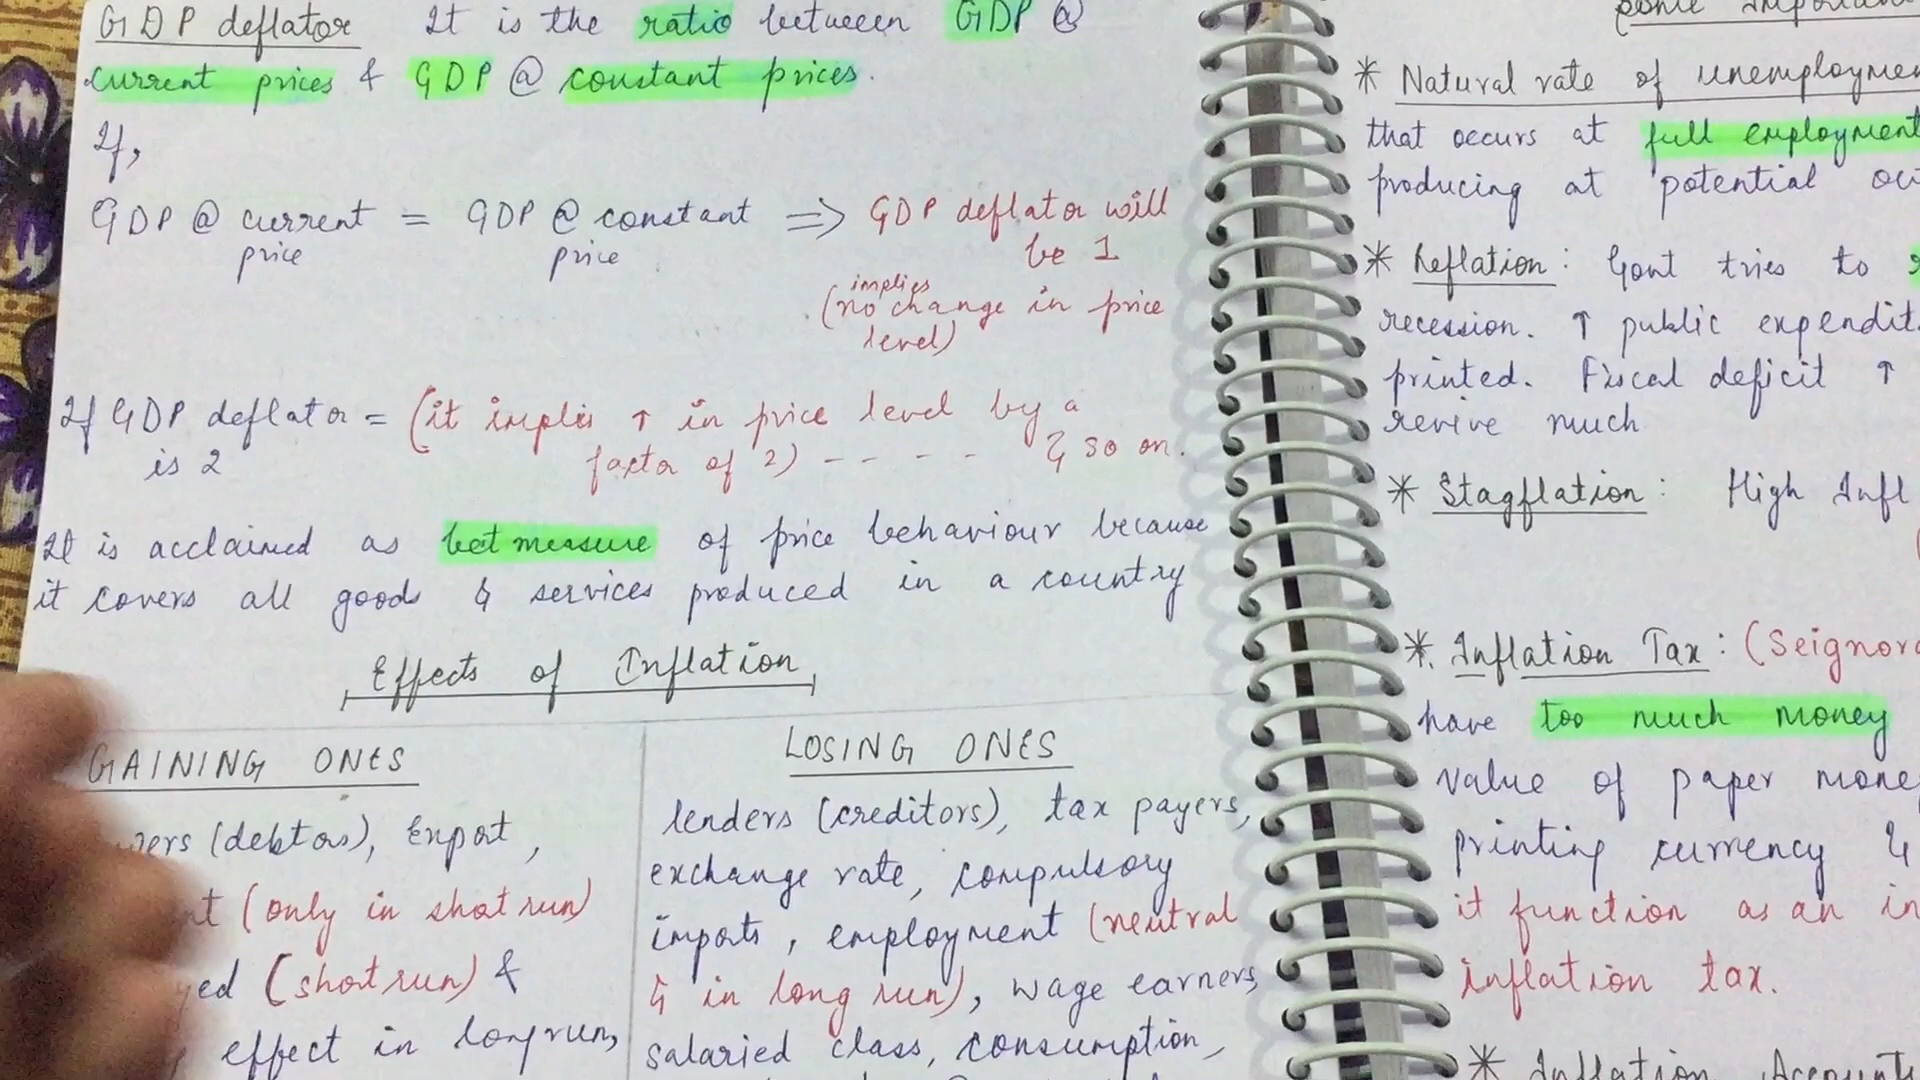 GDP deflator It is the ratio between GDP @
current prices & GDP @ constant prices.
If,
GDP @ current price = GDP @ constant price => GDP deflator will be 1
(implies no change in price level)
If GDP deflator is 2 = (it implies ↑ in price level by a factor of 2) - - - - & so on.
It is acclaimed as best measure of price behaviour because
it covers all goods & services produced in a country
Effects of Inflation
GAINING ONES
(debtors), Export,
(only in short run)
(short run) &
effect in long run,
LOSING ONES
lenders (creditors), tax payers,
exchange rate, compulsory
imports, employment (neutral
& in long run), wage earners,
salaried class, consumption,
* Natural rate of
that occurs at full employment
producing at potential
* Reflation: Govt tries to
recession. ↑ public
printed. Fiscal deficit ↑
revive much
* Stagflation: High
* Inflation Tax:
have too much money
value of paper
printing currency &
it function as an
inflation tax.
* Inflation